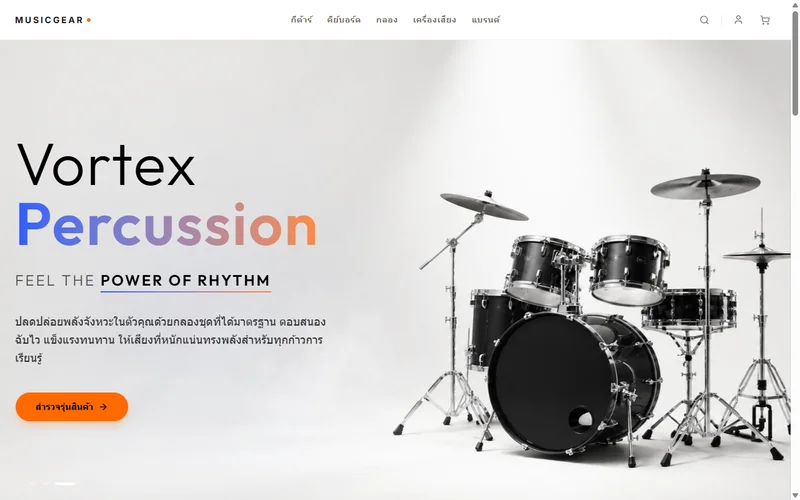 MUSICGEAR
กีต้าร์ คีย์บอร์ด กลอง เครื่องเสียง แบรนด์
Vortex
Percussion
FEEL THE POWER OF RHYTHM
ปลดปล่อยพลังจังหวะในตัวคุณด้วยกลองชุดที่ได้มาตรฐาน ตอบสนอง
ฉับไว แข็งแรงทนทาน ให้เสียงที่หนักแน่นทรงพลังสำหรับทุกก้าวการ
เรียนรู้
สำรวจรุ่นสินค้า →